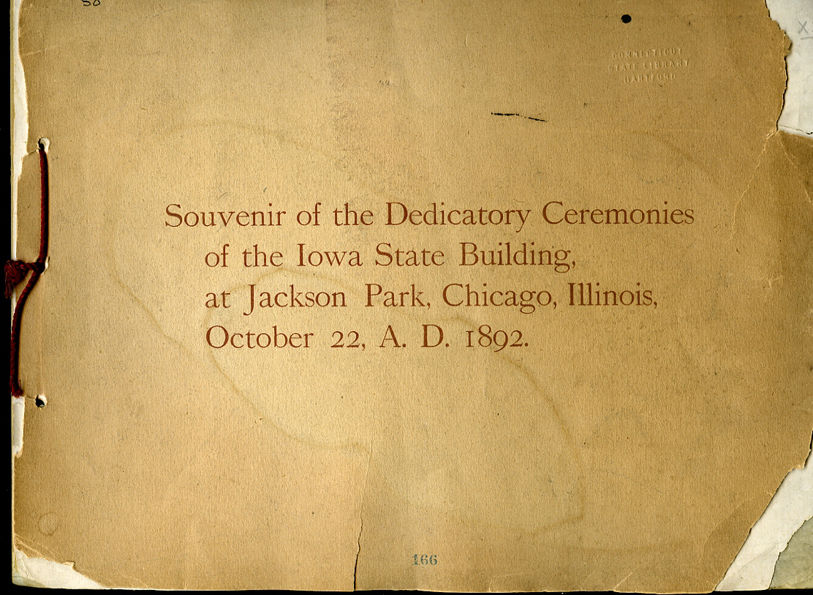 CONNECTICUT
STATE LIBRARY
HARTFORD
Souvenir of the Dedicatory Ceremonies
of the Iowa State Building,
at Jackson Park, Chicago, Illinois,
October 22, A. D. 1892.
166